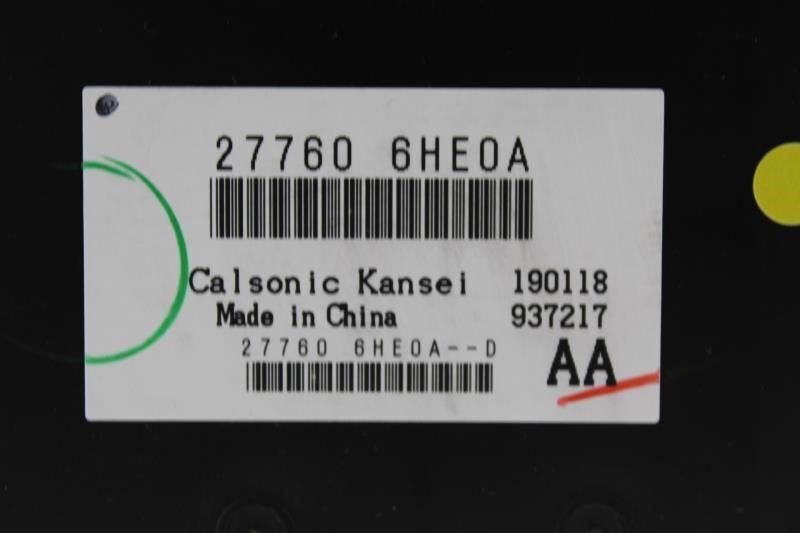 27760 6HE0A
Calsonic Kansei 190118
Made in China 937217
27760 6HE0A--D
AA